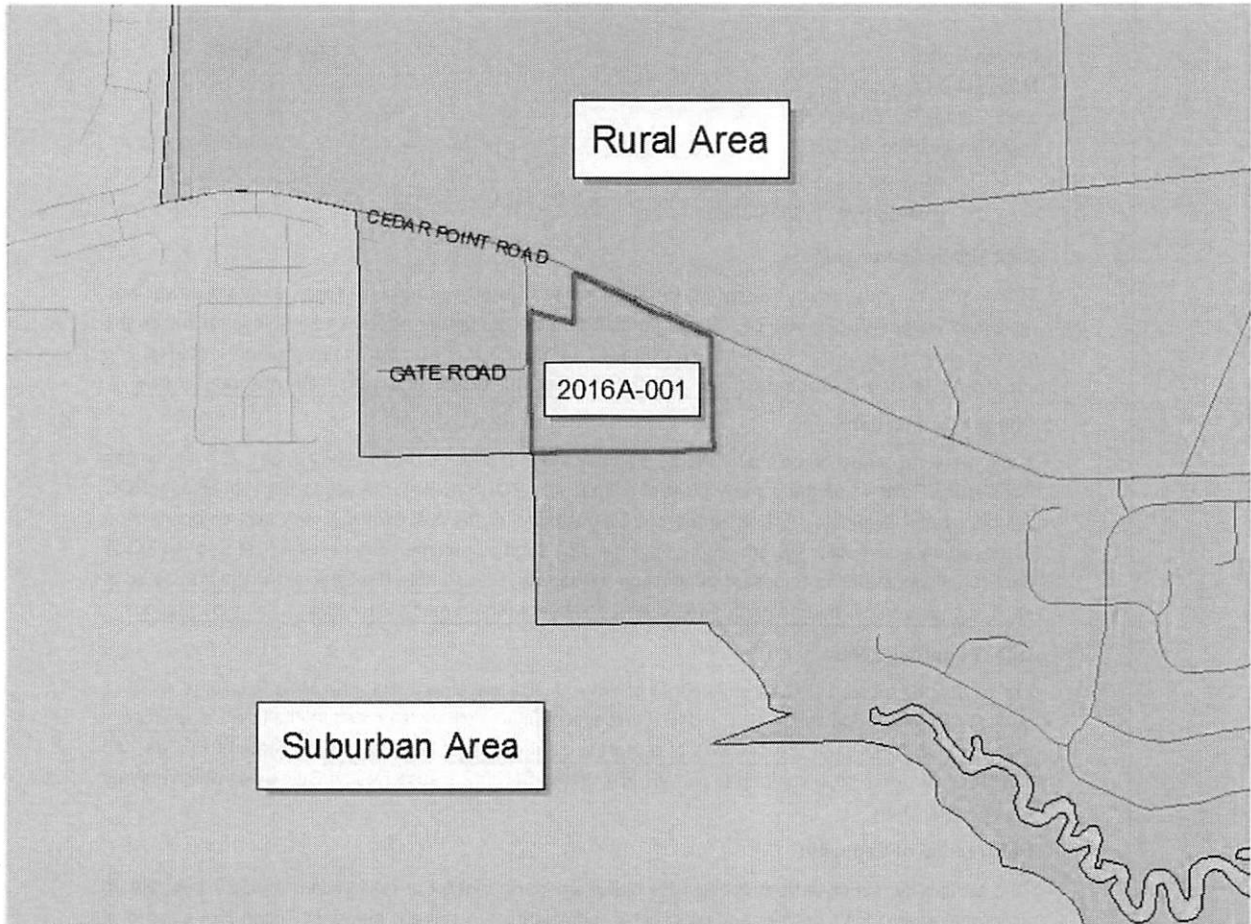 Rural Area
CEDAR POINT ROAD
GATE ROAD
2016A-001
Suburban Area